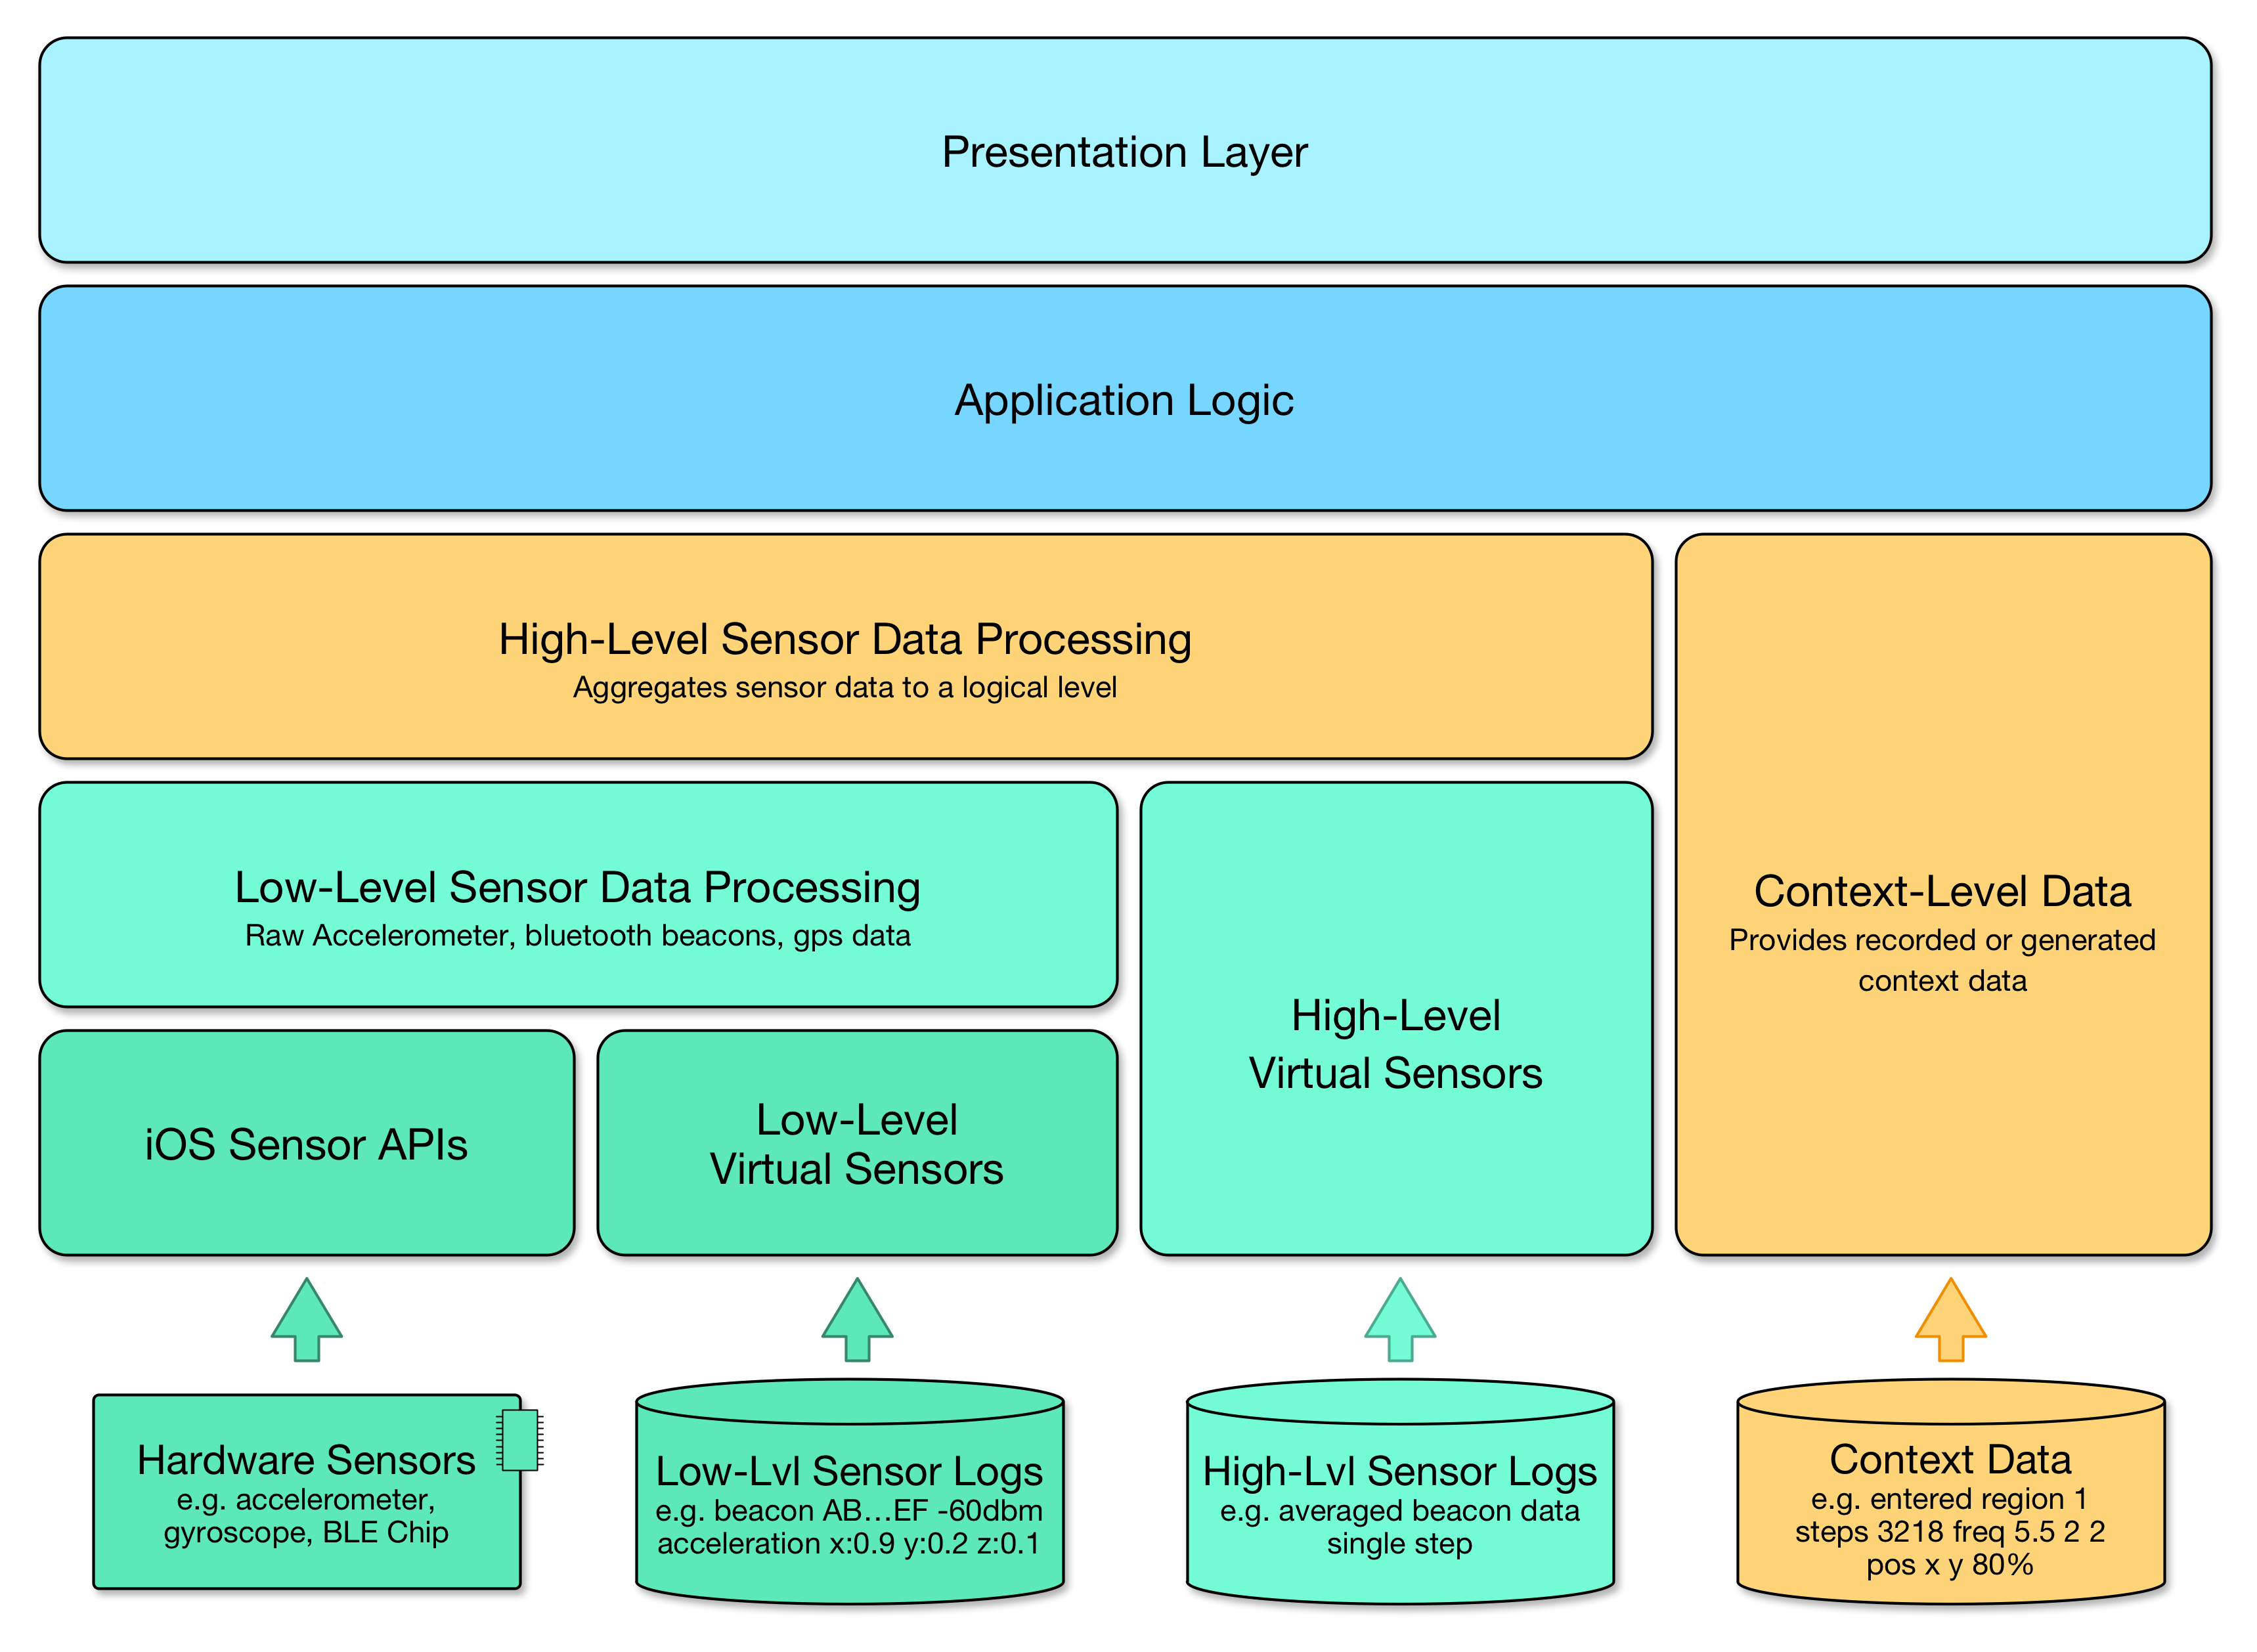 Presentation Layer
Application Logic
High-Level Sensor Data Processing
Aggregates sensor data to a logical level
Low-Level Sensor Data Processing
Raw Accelerometer, bluetooth beacons, gps data
Context-Level Data
Provides recorded or generated
context data
High-Level
Virtual Sensors
iOS Sensor APIs
Low-Level
Virtual Sensors
Hardware Sensors
e.g. accelerometer,
gyroscope, BLE Chip
Low-Lvl Sensor Logs
e.g. beacon AB…EF -60dbm
acceleration x:0.9 y:0.2 z:0.1
High-Lvl Sensor Logs
e.g. averaged beacon data
single step
Context Data
e.g. entered region 1
steps 3218 freq 5.5 2 2
pos x y 80%